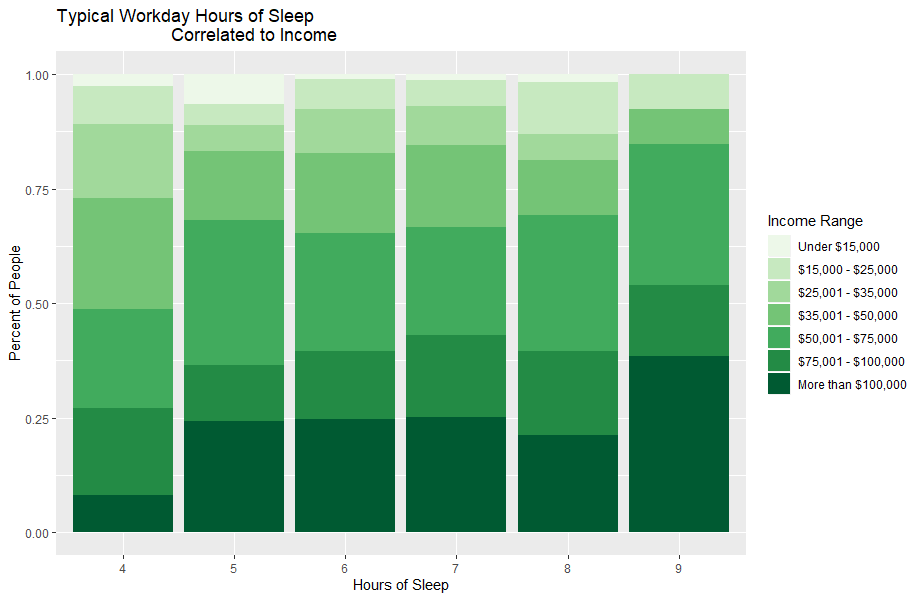 Typical Workday Hours of Sleep
Correlated to Income
Percent of People
1.00
0.75
0.50
0.25
0.00
4 5 6 7 8 9
Hours of Sleep
Income Range
Under $15,000
$15,000 - $25,000
$25,001 - $35,000
$35,001 - $50,000
$50,001 - $75,000
$75,001 - $100,000
More than $100,000